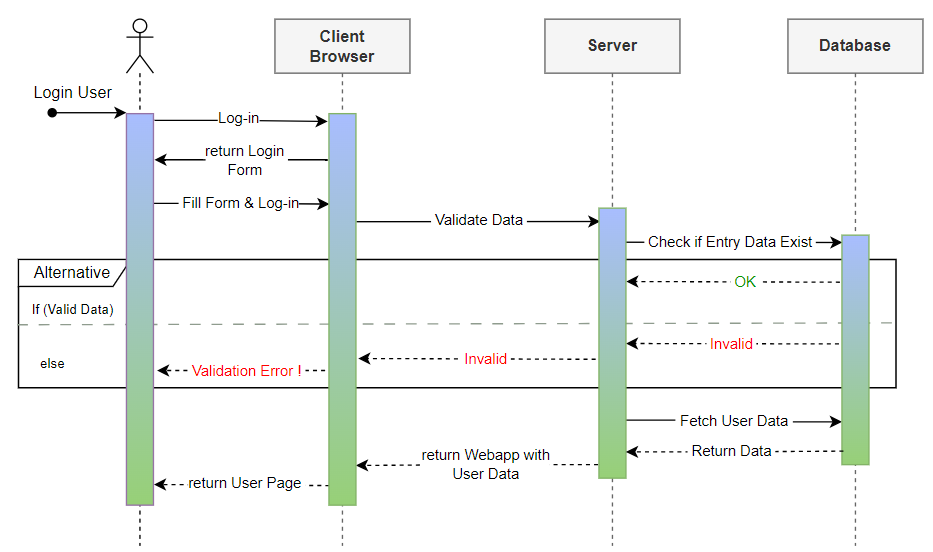 Client
Browser
Server
Database
Login User
Log-in
return Login
Form
Fill Form & Log-in
Validate Data
Check if Entry Data Exist
Alternative
OK
If (Valid Data)
Invalid
Invalid
else
Validation Error !
Fetch User Data
Return Data
return Webapp with
User Data
return User Page